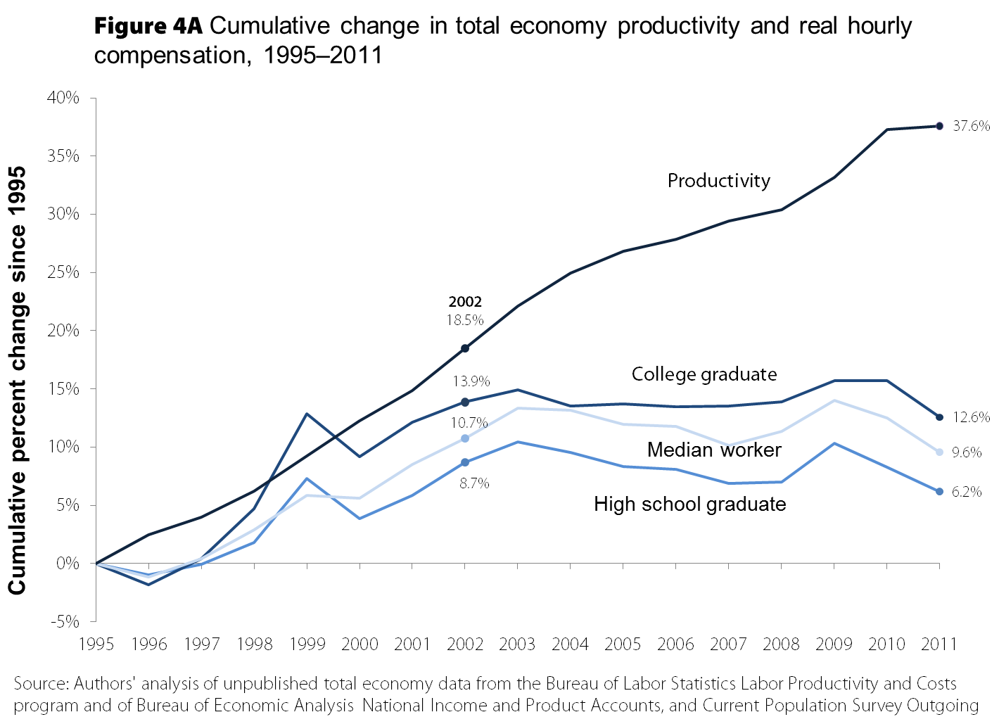 Figure 4A Cumulative change in total economy productivity and real hourly
compensation, 1995–2011
Cumulative percent change since 1995
40%
35%
30%
25%
20%
15%
10%
5%
0%
-5%
37.6%
Productivity
2002
18.5%
College graduate
13.9%
12.6%
10.7%
Median worker
9.6%
8.7%
6.2%
High school graduate
1995 1996 1997 1998 1999 2000 2001 2002 2003 2004 2005 2006 2007 2008 2009 2010 2011
Source: Authors' analysis of unpublished total economy data from the Bureau of Labor Statistics Labor Productivity and Costs
program and of Bureau of Economic Analysis National Income and Product Accounts, and Current Population Survey Outgoing